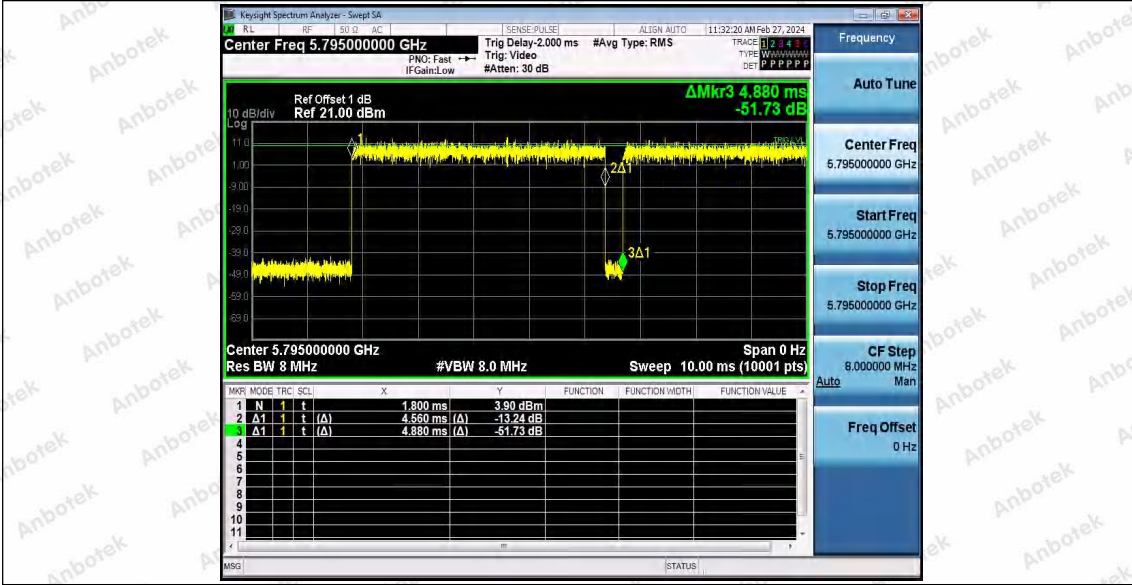 Keysight Spectrum Analyzer - Swept SA
RL RF 50 Ω AC SENSE:PULSE ALIGN AUTO 11:32:20 AM Feb 27, 2024
Center Freq 5.795000000 GHz
PNO: Fast
IFGain:Low
Trig Delay-2.000 ms
Trig: Video
#Atten: 30 dB
#Avg Type: RMS
TRACE 1 2 3 4 5 6
TYPE WWWWWW
DET P P P P P P
ΔMkr3 4.880 ms
-51.73 dB
Ref Offset 1 dB
10 dB/div Ref 21.00 dBm
Log
11.0
1.00
-9.00
-19.0
-29.0
-39.0
-49.0
-59.0
-69.0
TRIG LVL
1
2Δ1
3Δ1
Center 5.795000000 GHz Span 0 Hz
Res BW 8 MHz #VBW 8.0 MHz Sweep 10.00 ms (10001 pts)
MKR MODE TRC SCL X Y FUNCTION FUNCTION WIDTH FUNCTION VALUE
1 N 1 t 1.800 ms 3.90 dBm
2 Δ1 1 t (Δ) 4.560 ms (Δ) -13.24 dB
3 Δ1 1 t (Δ) 4.880 ms (Δ) -51.73 dB
4
5
6
7
8
9
10
11
MSG STATUS
Frequency
Auto Tune
Center Freq
5.795000000 GHz
Start Freq
5.795000000 GHz
Stop Freq
5.795000000 GHz
CF Step
8.000000 MHz
Auto Man
Freq Offset
0 Hz
Anbotek